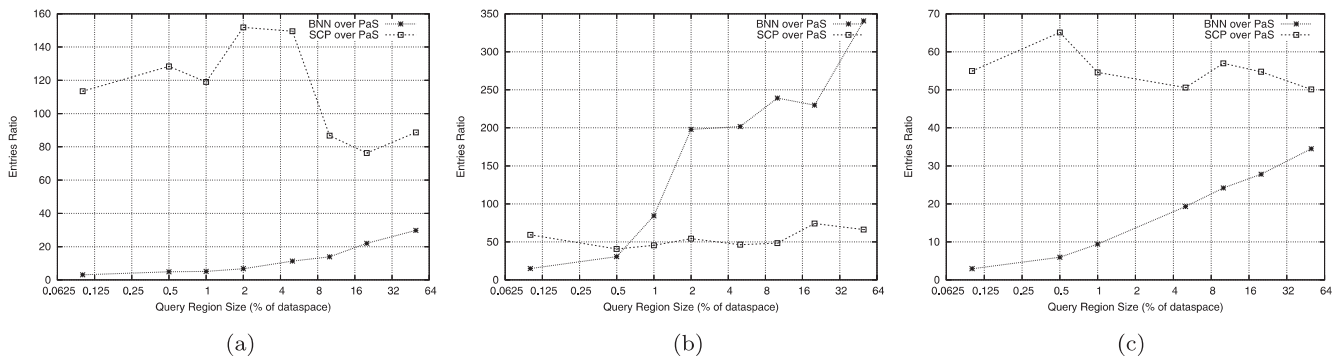 160
140
120
100
80
60
40
20
0
Entries Ratio
BNN over PaS
SCP over PaS
0.0625 0.125 0.25 0.5 1 2 4 8 16 32 64
Query Region Size (% of dataspace)
(a)
350
300
250
200
150
100
50
0
Entries Ratio
BNN over PaS
SCP over PaS
0.0625 0.125 0.25 0.5 1 2 4 8 16 32 64
Query Region Size (% of dataspace)
(b)
70
60
50
40
30
20
10
0
Entries Ratio
BNN over PaS
SCP over PaS
0.0625 0.125 0.25 0.5 1 2 4 8 16 32 64
Query Region Size (% of dataspace)
(c)